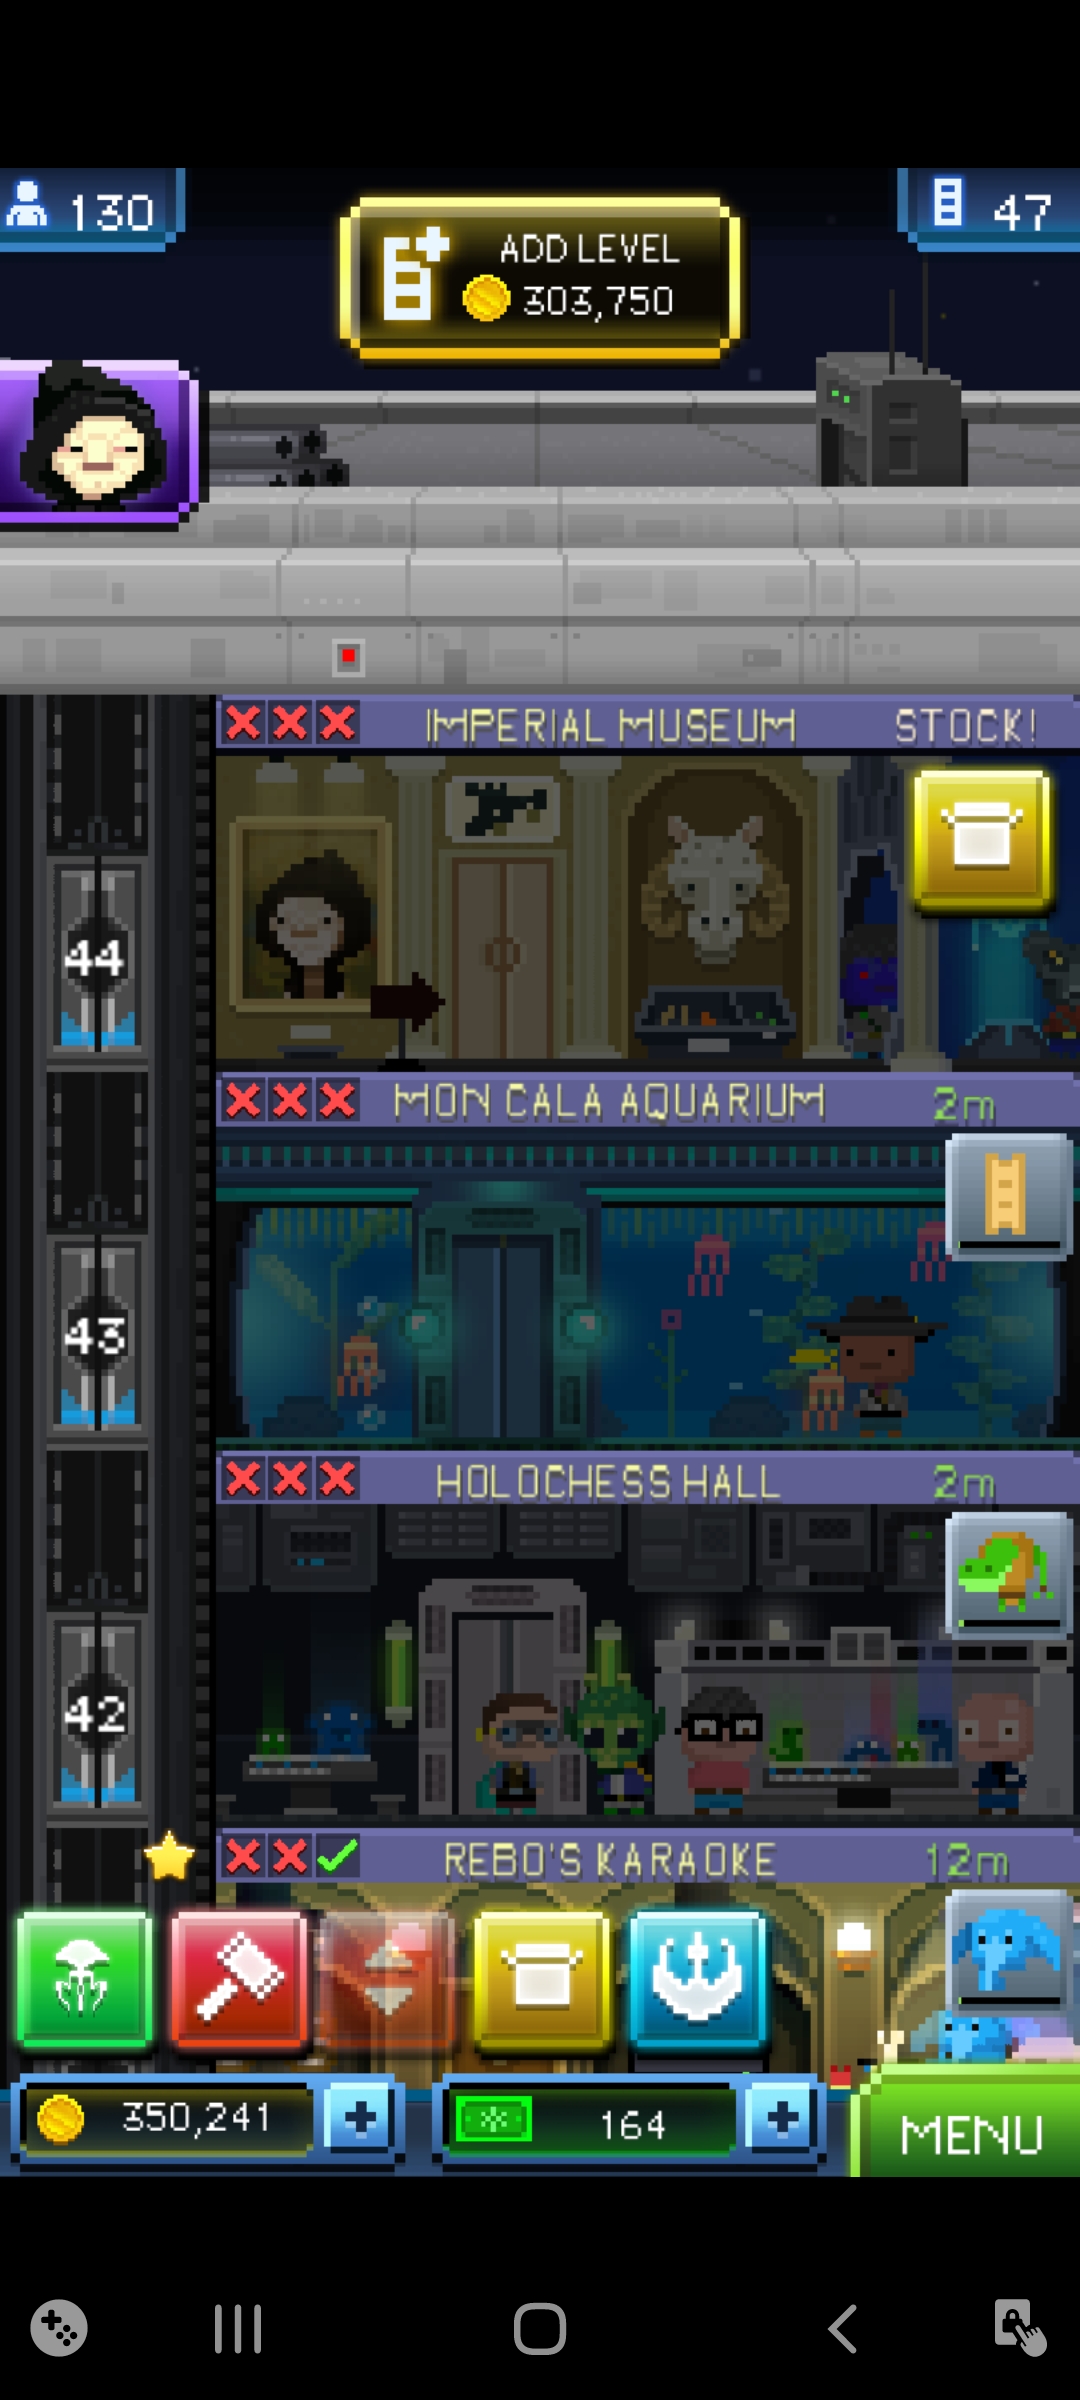 130
ADD LEVEL
303,750
47
IMPERIAL MUSEUM STOCK!
44
MON CALA AQUARIUM 2m
43
HOLOCHESS HALL 2m
42
REBO'S KARAOKE 12m
350,241
164
MENU